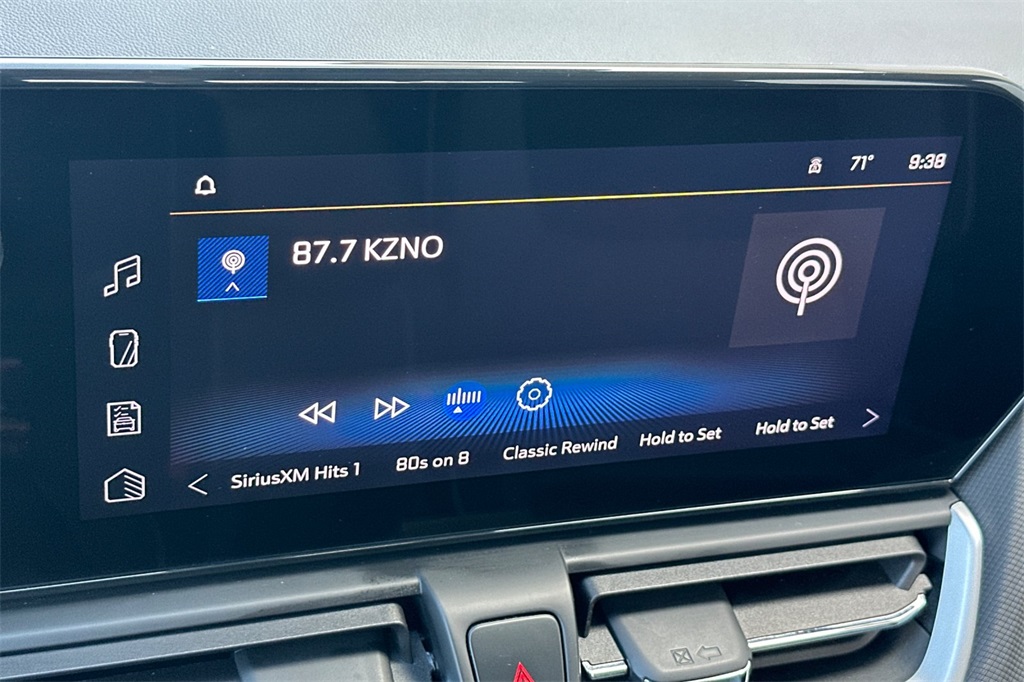 71° 9:38
87.7 KZNO
SiriusXM Hits 1 80s on 8 Classic Rewind Hold to Set Hold to Set